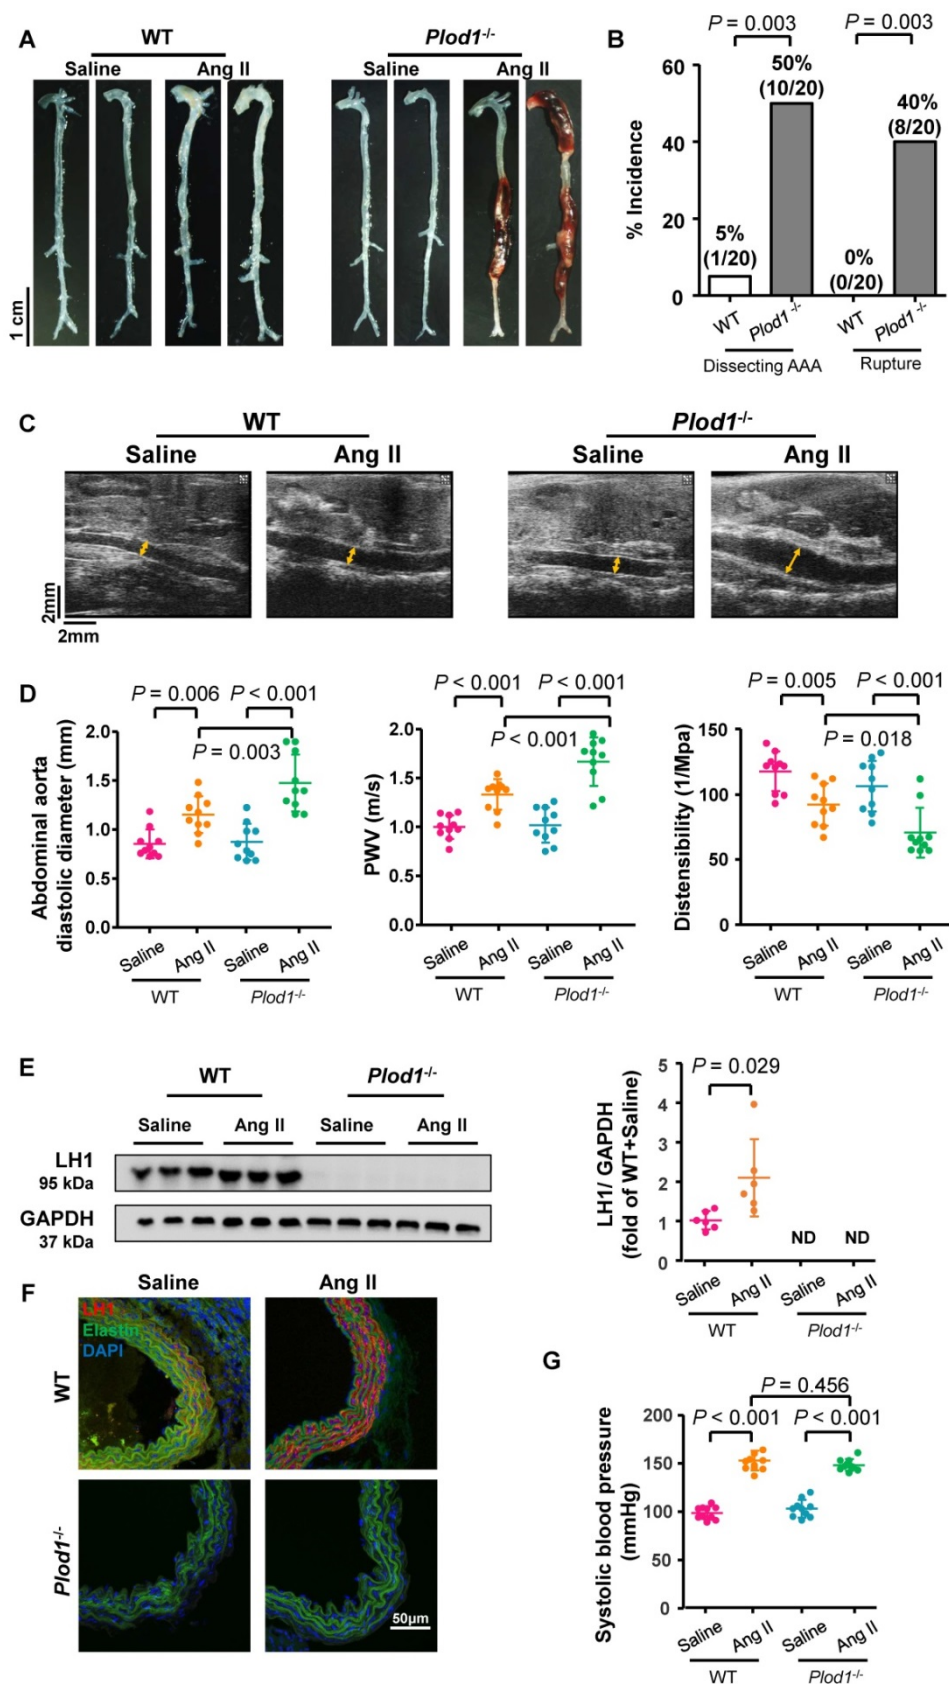 A
WT
Plod1-/-
Saline
Ang II
Saline
Ang II
1 cm
B
P = 0.003
P = 0.003
% Incidence
60
40
20
0
5%
(1/20)
50%
(10/20)
0%
(0/20)
40%
(8/20)
WT
Plod1 -/-
WT
Plod1 -/-
Dissecting AAA
Rupture
C
WT
Plod1-/-
Saline
Ang II
Saline
Ang II
2mm
2mm
D
P = 0.006
P < 0.001
P = 0.003
Abdominal aorta
diastolic diameter (mm)
2.0
1.5
1.0
0.5
0.0
Saline
Ang II
Saline
Ang II
WT
Plod1-/-
P < 0.001
P < 0.001
P < 0.001
PWV (m/s)
2.0
1.5
1.0
0.5
0.0
Saline
Ang II
Saline
Ang II
WT
Plod1-/-
P = 0.005
P < 0.001
P = 0.018
Distensibility (1/Mpa)
150
100
50
0
Saline
Ang II
Saline
Ang II
WT
Plod1-/-
E
WT
Plod1-/-
Saline
Ang II
Saline
Ang II
LH1
95 kDa
GAPDH
37 kDa
P = 0.029
LH1/ GAPDH
(fold of WT+Saline)
5
4
3
2
1
0
ND
ND
Saline
Ang II
Saline
Ang II
WT
Plod1-/-
F
Saline
Ang II
LH1
Elastin
DAPI
WT
Plod1-/-
50μm
G
P = 0.456
P < 0.001
P < 0.001
Systolic blood pressure
(mmHg)
200
150
100
50
0
Saline
Ang II
Saline
Ang II
WT
Plod1-/-